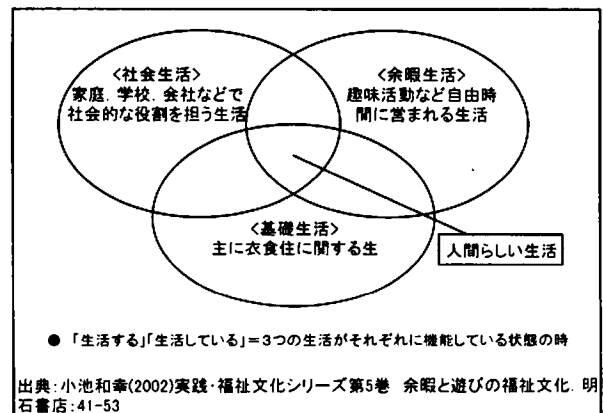 <社会生活>
家庭，学校，会社などで
社会的な役割を担う生活
<余暇生活>
趣味活動など自由時
間に営まれる生活
<基礎生活>
主に衣食住に関する生
人間らしい生活
● 「生活する」「生活している」＝３つの生活がそれぞれに機能している状態の時
出典：小池和幸(2002)実践・福祉文化シリーズ第5巻　余暇と遊びの福祉文化．明
石書店：41-53